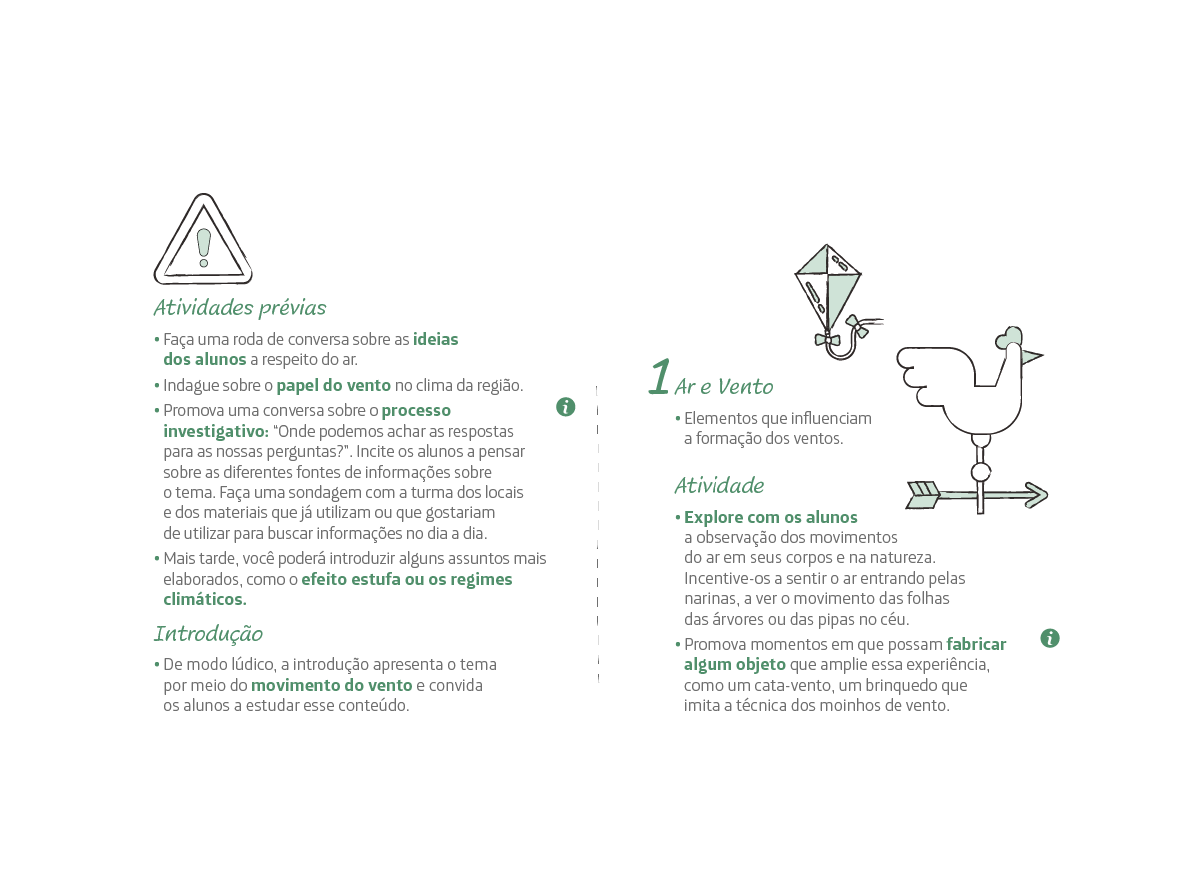 Atividades prévias
• Faça uma roda de conversa sobre as ideias
dos alunos a respeito do ar.
• Indague sobre o papel do vento no clima da região.
• Promova uma conversa sobre o processo
investigativo: “Onde podemos achar as respostas
para as nossas perguntas?”. Incite os alunos a pensar
sobre as diferentes fontes de informações sobre
o tema. Faça uma sondagem com a turma dos locais
e dos materiais que já utilizam ou que gostariam
de utilizar para buscar informações no dia a dia.
• Mais tarde, você poderá introduzir alguns assuntos mais
elaborados, como o efeito estufa ou os regimes
climáticos.
Introdução
• De modo lúdico, a introdução apresenta o tema
por meio do movimento do vento e convida
os alunos a estudar esse conteúdo.
i
1 Ar e Vento
• Elementos que influenciam
a formação dos ventos.
Atividade
• Explore com os alunos
a observação dos movimentos
do ar em seus corpos e na natureza.
Incentive-os a sentir o ar entrando pelas
narinas, a ver o movimento das folhas
das árvores ou das pipas no céu.
• Promova momentos em que possam fabricar
algum objeto que amplie essa experiência,
como um cata-vento, um brinquedo que
imita a técnica dos moinhos de vento.
i